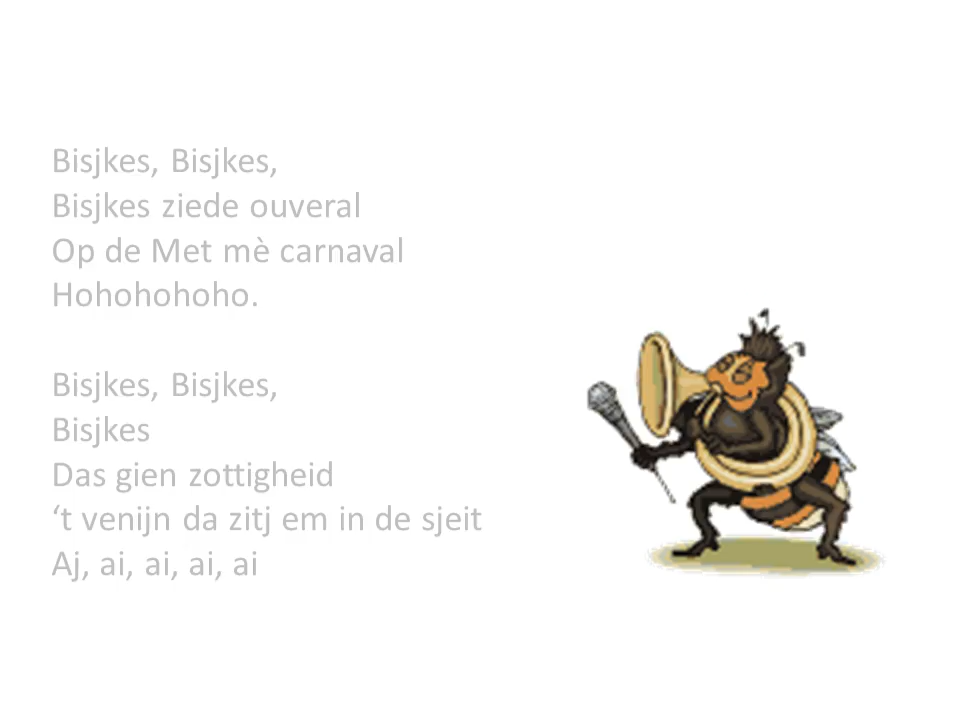 Bisjkes, Bisjkes,
Bisjkes ziede ouveral
Op de Met mè carnaval
Hohohohoho.
Bisjkes, Bisjkes,
Bisjkes
Das gien zottigheid
‘t venijn da zitj em in de sjeit
Aj, ai, ai, ai, ai